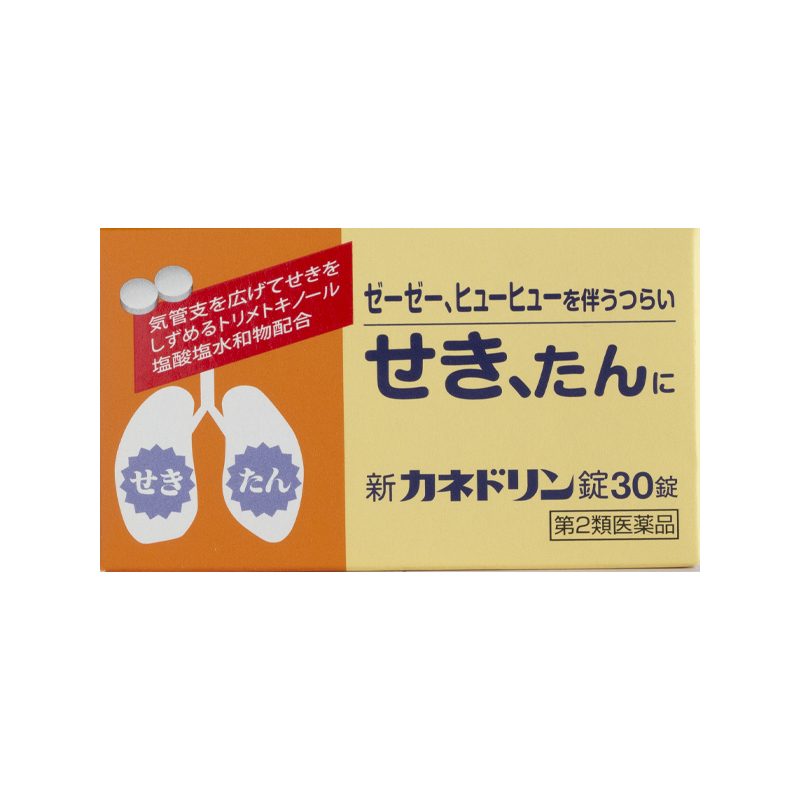 気管支を広げてせきを
しずめるトリメトキノール
塩酸塩水和物配合
せき
たん
ゼーゼー、ヒューヒューを伴うつらい
せき、たんに
新カネドリン錠30錠
第2類医薬品